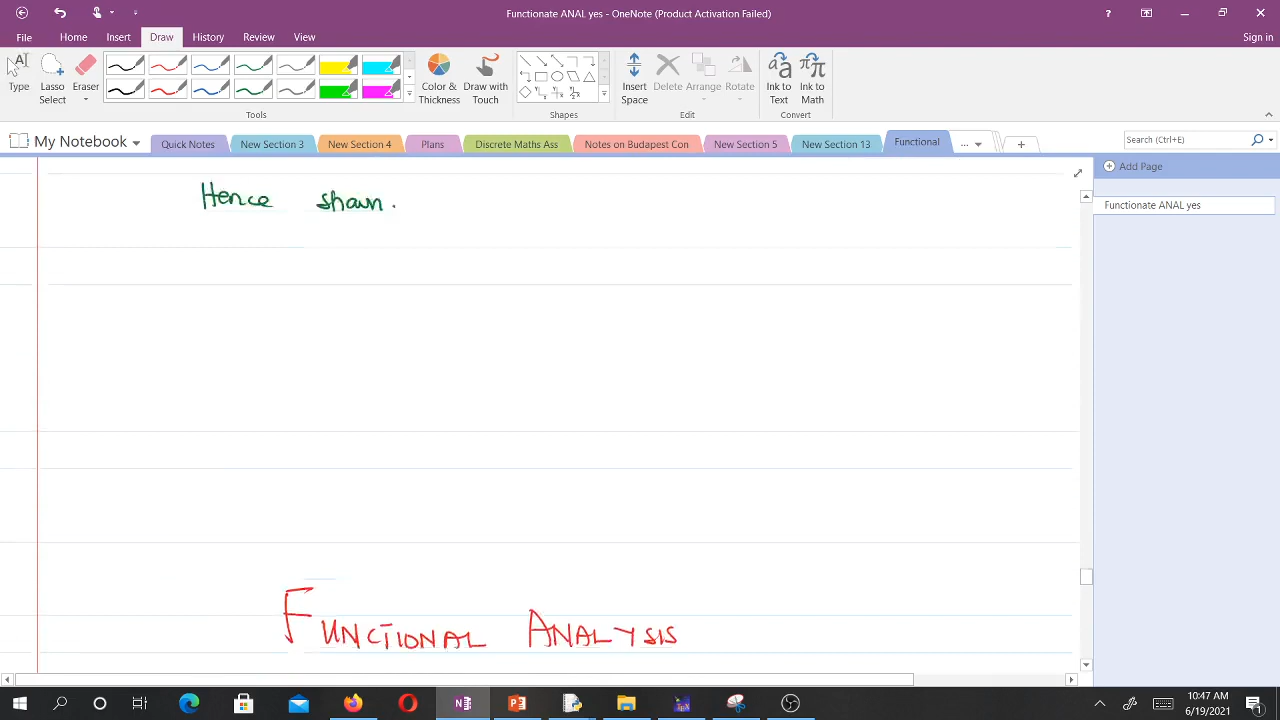 Functionate ANAL yes - OneNote (Product Activation Failed)
? Sign in
File Home Insert Draw History Review View
Type Lasso Select Eraser Color & Thickness Draw with Touch Insert Space Delete Arrange Rotate Ink to Text Ink to Math
Tools Shapes Edit Convert
My Notebook Quick Notes New Section 3 New Section 4 Plans Discrete Maths Ass Notes on Budapest Con New Section 5 New Section 13 Functional ... + Search (Ctrl+E)
Add Page
Hence shown.
Functionate ANAL yes
FUNCTIONAL ANALYSIS
10:47 AM
6/19/2021